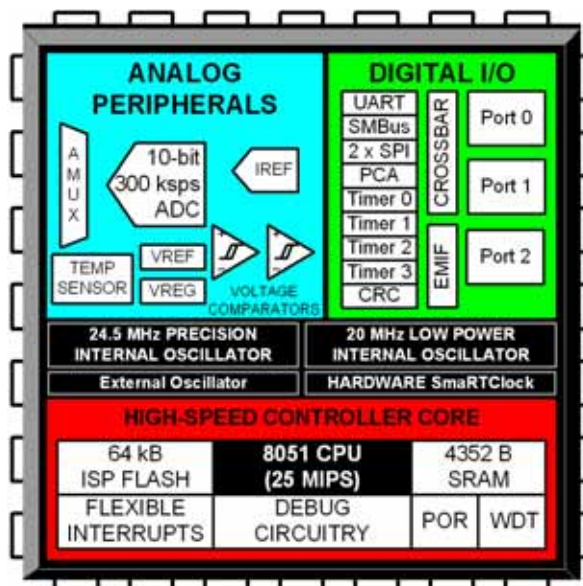 ANALOG
PERIPHERALS
AMUX
10-bit
300 ksps
ADC
IREF
TEMP
SENSOR
VREF
VREG
+
-
+
-
VOLTAGE
COMPARATORS
DIGITAL I/O
UART
SMBus
2 x SPI
PCA
Timer 0
Timer 1
Timer 2
Timer 3
CRC
CROSSBAR
EMIF
Port 0
Port 1
Port 2
24.5 MHz PRECISION
INTERNAL OSCILLATOR
20 MHz LOW POWER
INTERNAL OSCILLATOR
External Oscillator
HARDWARE SmaRTClock
HIGH-SPEED CONTROLLER CORE
64 kB
ISP FLASH
8051 CPU
(25 MIPS)
4352 B
SRAM
FLEXIBLE
INTERRUPTS
DEBUG
CIRCUITRY
POR
WDT